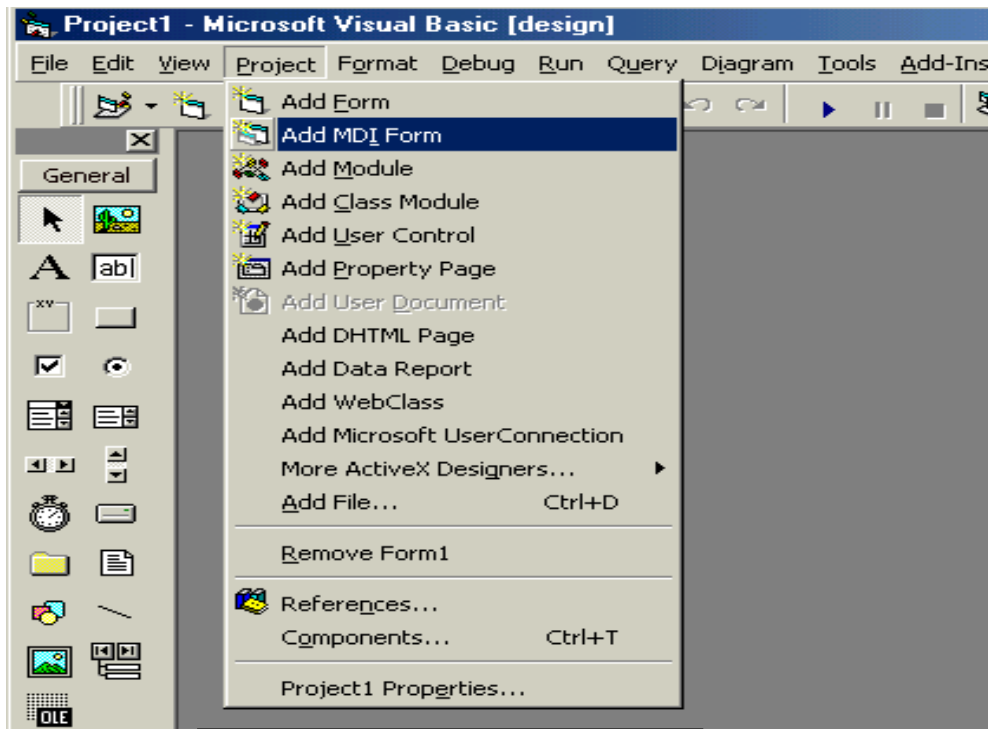 Project1 - Microsoft Visual Basic [design]
File Edit View Project Format Debug Run Query Diagram Tools Add-Ins
General
A
ab
xv
OLE
Add Form
Add MDI Form
Add Module
Add Class Module
Add User Control
Add Property Page
Add User Document
Add DHTML Page
Add Data Report
Add WebClass
Add Microsoft UserConnection
More ActiveX Designers...
Add File... Ctrl+D
Remove Form1
References...
Components... Ctrl+T
Project1 Properties...